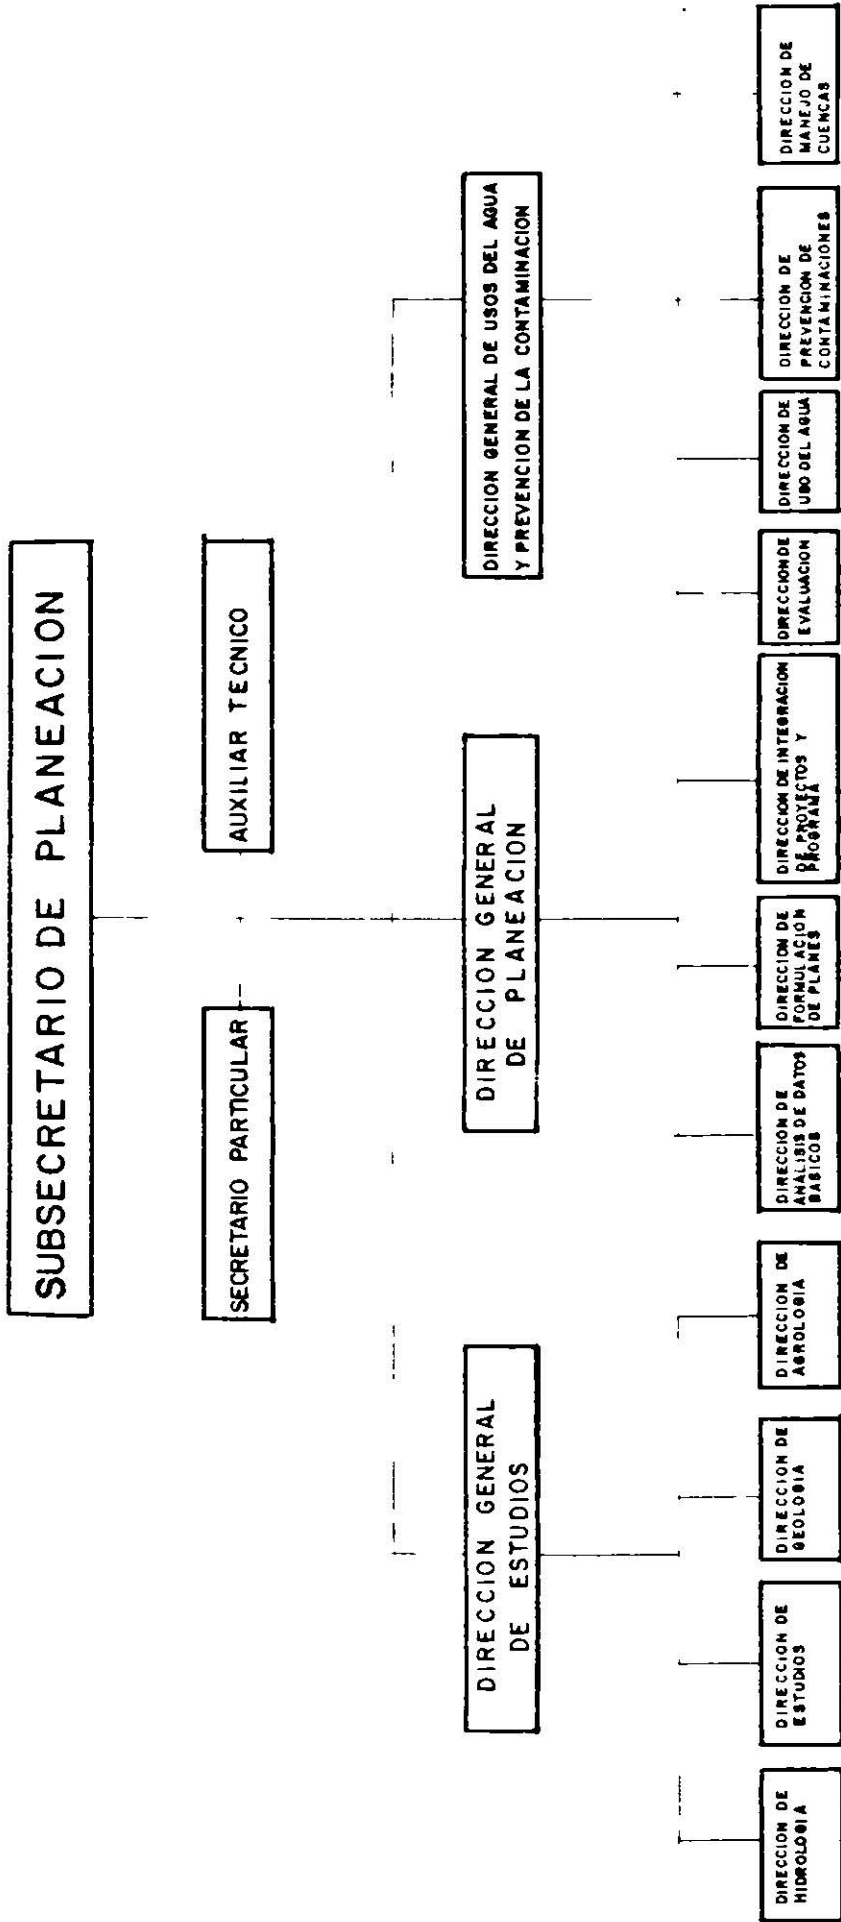 SUBSECRETARIO DE PLANEACION
SECRETARIO PARTICULAR
AUXILIAR TECNICO
DIRECCION GENERAL
DE ESTUDIOS
DIRECCION GENERAL
DE PLANEACION
DIRECCION GENERAL DE USOS DEL AGUA
Y PREVENCION DE LA CONTAMINACION
DIRECCION DE
HIDROLOGIA
DIRECCION DE
ESTUDIOS
DIRECCION DE
GEOLOGIA
DIRECCION DE
AGROLOGIA
DIRECCION DE
ANALISIS DE DATOS
BASICOS
DIRECCION DE
FORMULACION
DE PLANES
DIRECCION DE INTEGRACION
DE PROYECTOS Y
PROGRAMA
DIRECCION DE
EVALUACION
DIRECCION DE
USO DEL AGUA
DIRECCION DE
PREVENCION DE
CONTAMINACIONES
DIRECCION DE
MANEJO DE
CUENCAS